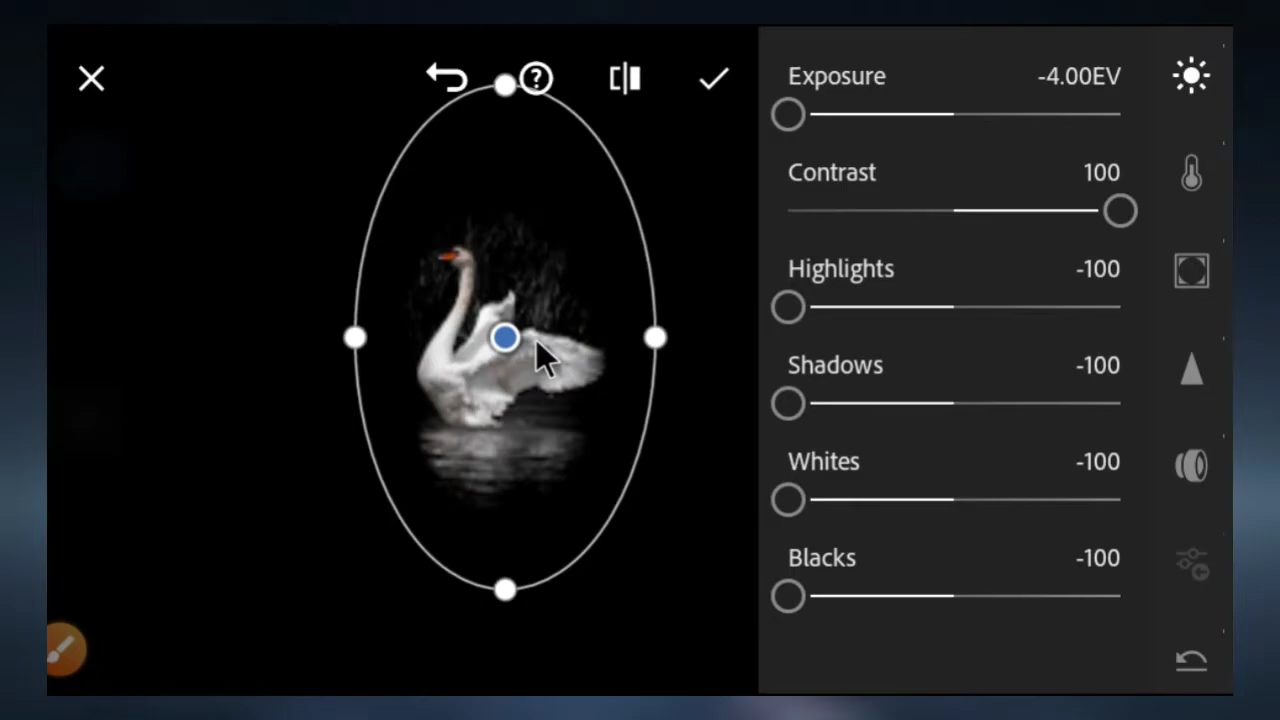 Exposure -4.00EV
Contrast 100
Highlights -100
Shadows -100
Whites -100
Blacks -100